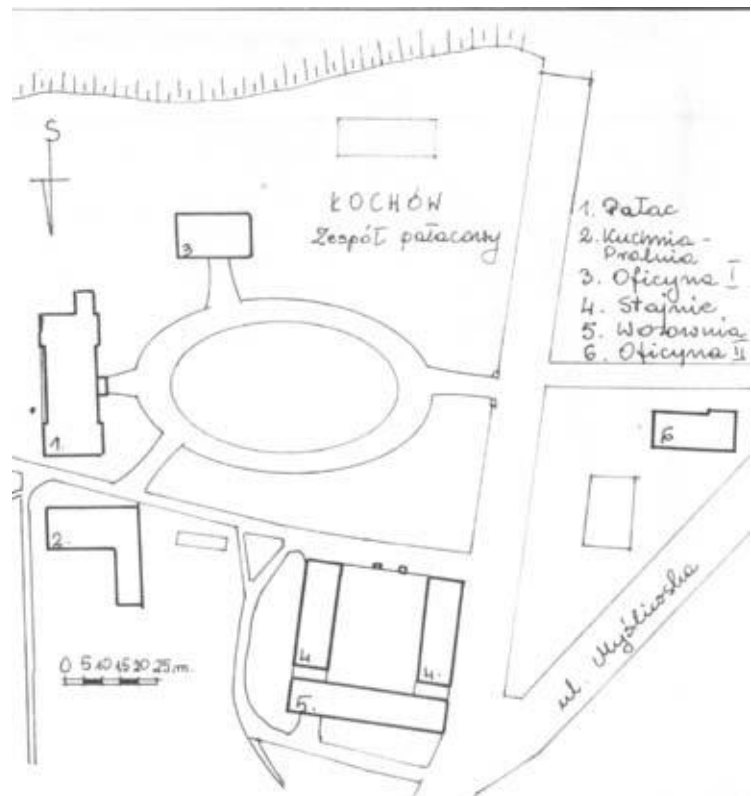 S
ŁOCHÓW
Zespół pałacowy
1. Pałac
2. Kuchnia -
Pralnia
3. Oficyna I
4. Stajnie
5. Wozownia
6. Oficyna II
3
1
6
2.
4
4.
5.
0 5 10 15 20 25 m.
ul. Myśliwska